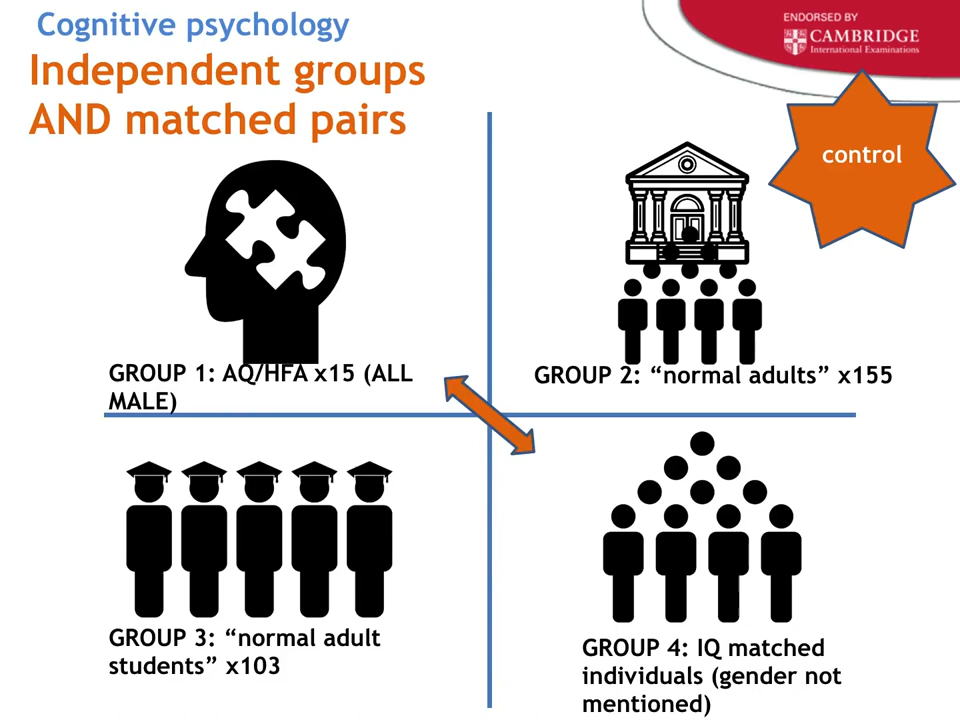 Cognitive psychology
Independent groups
AND matched pairs
ENDORSED BY
CAMBRIDGE
International Examinations
control
GROUP 1: AQ/HFA x15 (ALL
MALE)
GROUP 2: “normal adults” x155
GROUP 3: “normal adult
students” x103
GROUP 4: IQ matched
individuals (gender not
mentioned)